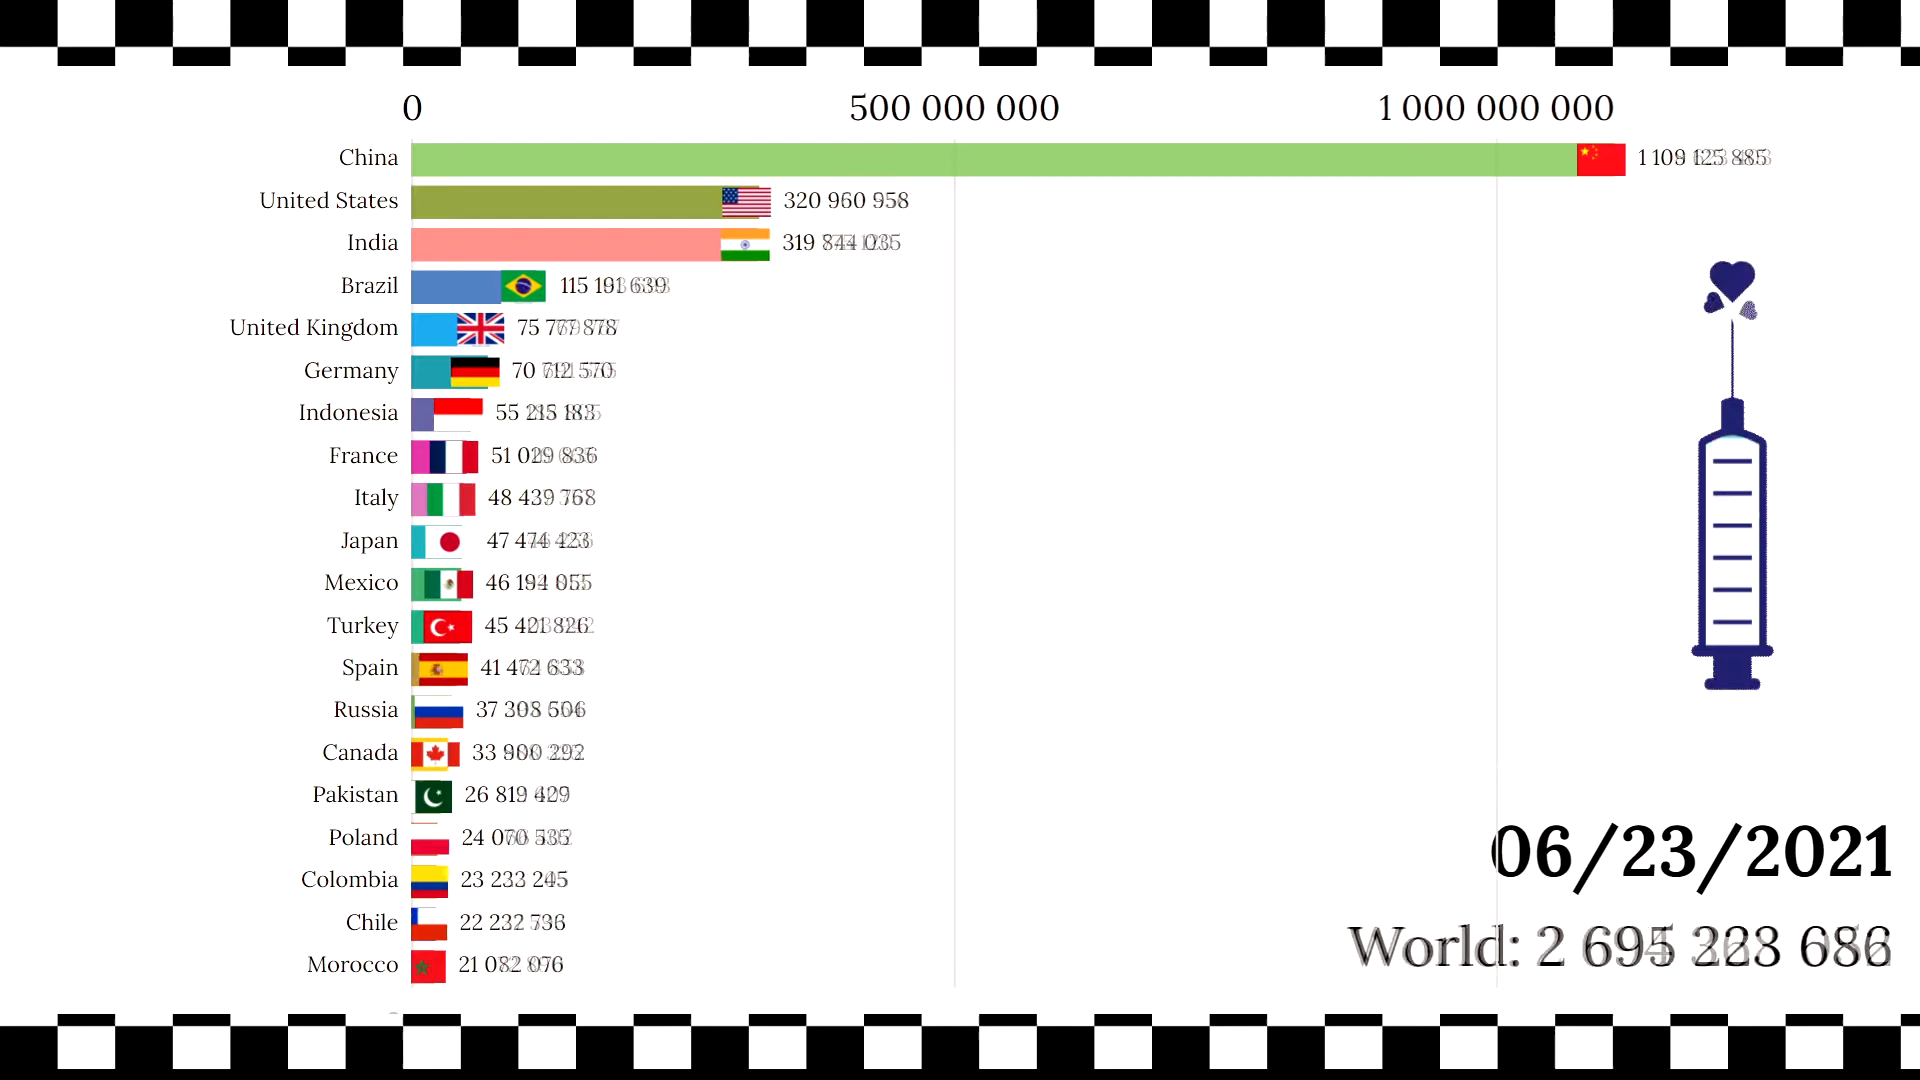 0 500 000 000 1 000 000 000
China 1 109 125 885
United States 320 960 958
India 319 844 035
Brazil 115 191 639
United Kingdom 75 777 878
Germany 70 712 570
Indonesia 55 215 183
France 51 029 836
Italy 48 439 768
Japan 47 474 423
Mexico 46 194 055
Turkey 45 421 826
Spain 41 472 633
Russia 37 398 504
Canada 33 900 292
Pakistan 26 819 429
Poland 24 070 535
Colombia 23 233 245
Chile 22 232 736
Morocco 21 082 076
06/23/2021
World: 2 695 223 686